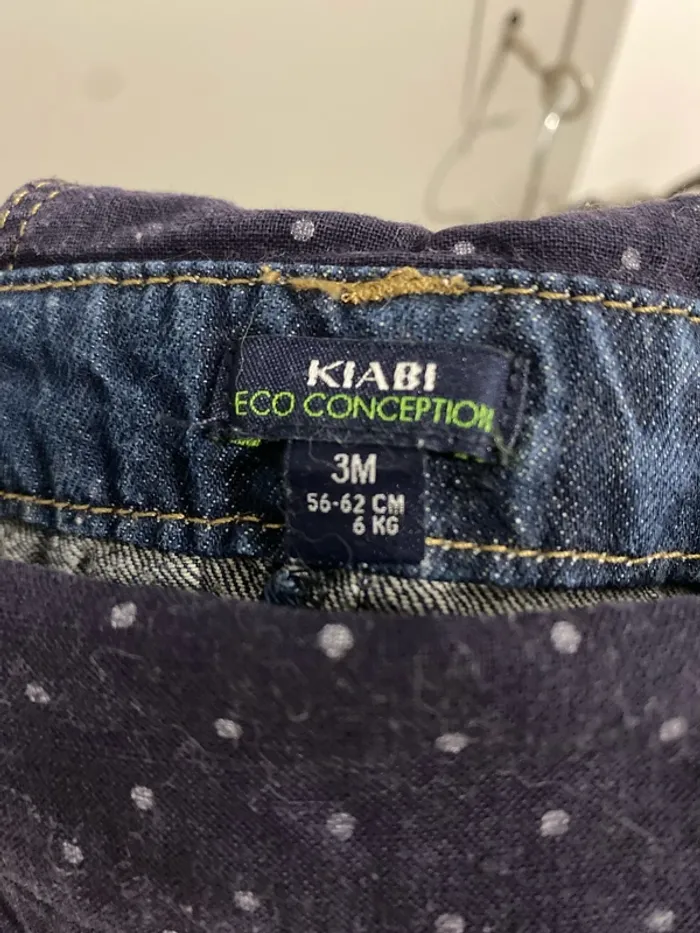 KIABI
ECO CONCEPTION
3M
56-62 CM
6 KG